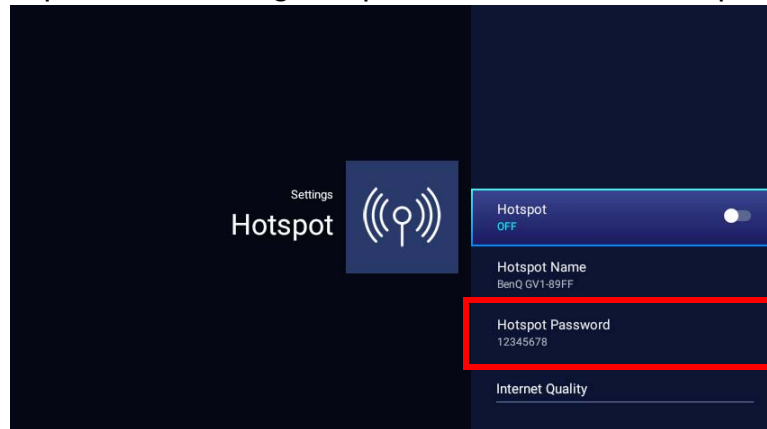 Settings
Hotspot
Hotspot
OFF
Hotspot Name
BenQ GV1-89FF
Hotspot Password
12345678
Internet Quality